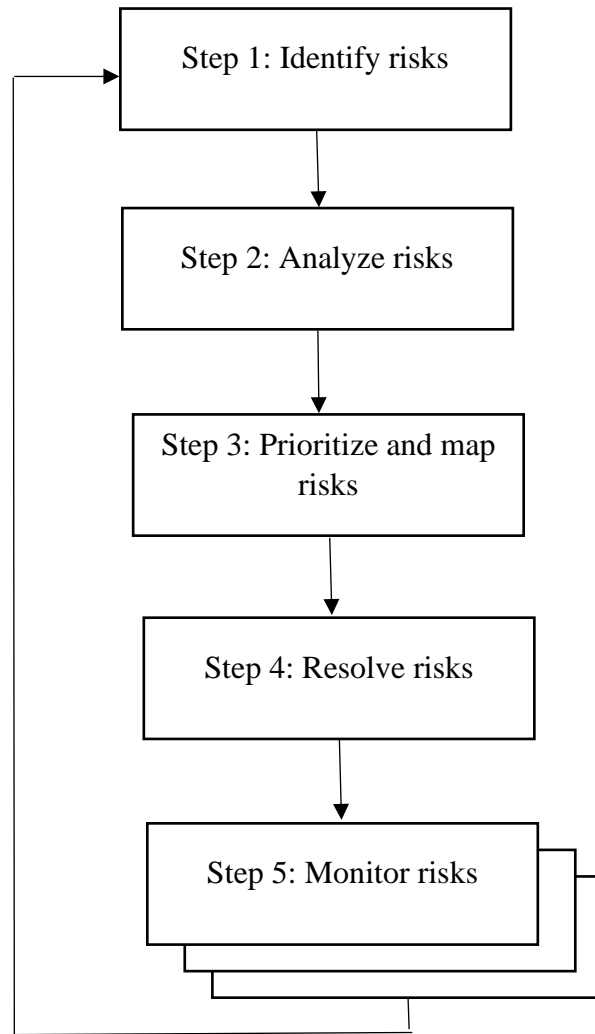 Step 1: Identify risks
Step 2: Analyze risks
Step 3: Prioritize and map
risks
Step 4: Resolve risks
Step 5: Monitor risks